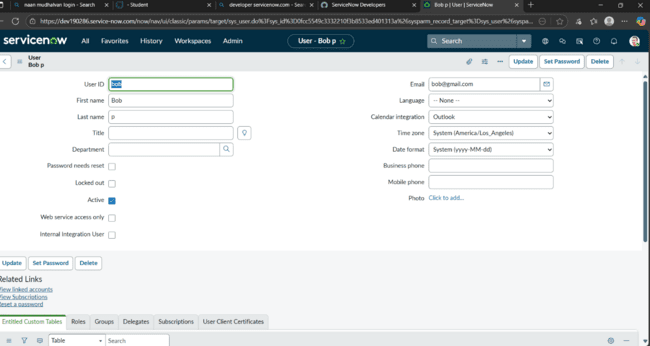 naan mudhalvan login - Search
- Student
developer servicenow.com - Sea
ServiceNow Developers
Bob p | User | ServiceNow
https://dev190286.service-now.com/now/nav/ui/classic/params/target/sys_user.do%3Fsys_id%3D0fcc5549c3332210f3b8533ed401313a%26sysparm_record_target%3Dsys_user%26syspa...
servicenow
All
Favorites
History
Workspaces
Admin
User - Bob p
Search
User
Bob p
Update
Set Password
Delete
User ID
bob
First name
Bob
Last name
p
Title
Department
Password needs reset
Locked out
Active
Web service access only
Internal Integration User
Email
bob@gmail.com
Language
-- None --
Calendar integration
Outlook
Time zone
System (America/Los_Angeles)
Date format
System (yyyy-MM-dd)
Business phone
Mobile phone
Photo
Click to add...
Update
Set Password
Delete
Related Links
View linked accounts
View Subscriptions
Reset a password
Entitled Custom Tables
Roles
Groups
Delegates
Subscriptions
User Client Certificates
Table
Search